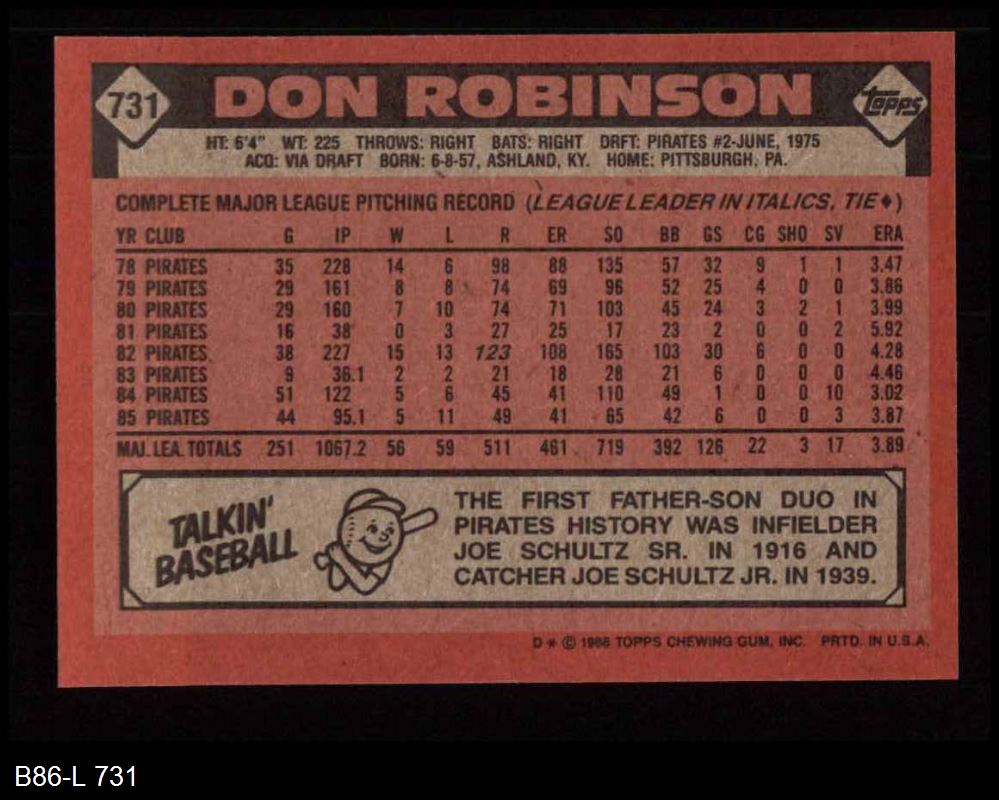 731 DON ROBINSON Topps
HT: 6'4" WT: 225 THROWS: RIGHT BATS: RIGHT DRFT: PIRATES #2-JUNE, 1975
ACQ: VIA DRAFT BORN: 6-8-57, ASHLAND, KY. HOME: PITTSBURGH, PA.
COMPLETE MAJOR LEAGUE PITCHING RECORD (LEAGUE LEADER IN ITALICS, TIE♦)
YR CLUB G IP W L R ER SO BB GS CG SHO SV ERA
78 PIRATES 35 228 14 6 98 88 135 57 32 9 1 1 3.47
79 PIRATES 29 161 8 8 74 69 96 52 25 4 0 0 3.86
80 PIRATES 29 160 7 10 74 71 103 45 24 3 2 1 3.99
81 PIRATES 16 38 0 3 27 25 17 23 2 0 0 2 5.92
82 PIRATES 38 227 15 13 123 108 165 103 30 6 0 0 4.28
83 PIRATES 9 36.1 2 2 21 18 28 21 6 0 0 0 4.46
84 PIRATES 51 122 5 6 45 41 110 49 1 0 0 10 3.02
85 PIRATES 44 95.1 5 11 49 41 65 42 6 0 0 3 3.87
MAJ. LEA. TOTALS 251 1067.2 56 59 511 461 719 392 126 22 3 17 3.89
TALKIN'
BASEBALL
THE FIRST FATHER-SON DUO IN
PIRATES HISTORY WAS INFIELDER
JOE SCHULTZ SR. IN 1916 AND
CATCHER JOE SCHULTZ JR. IN 1939.
D * © 1986 TOPPS CHEWING GUM, INC. PRTD. IN U.S.A.
B86-L 731